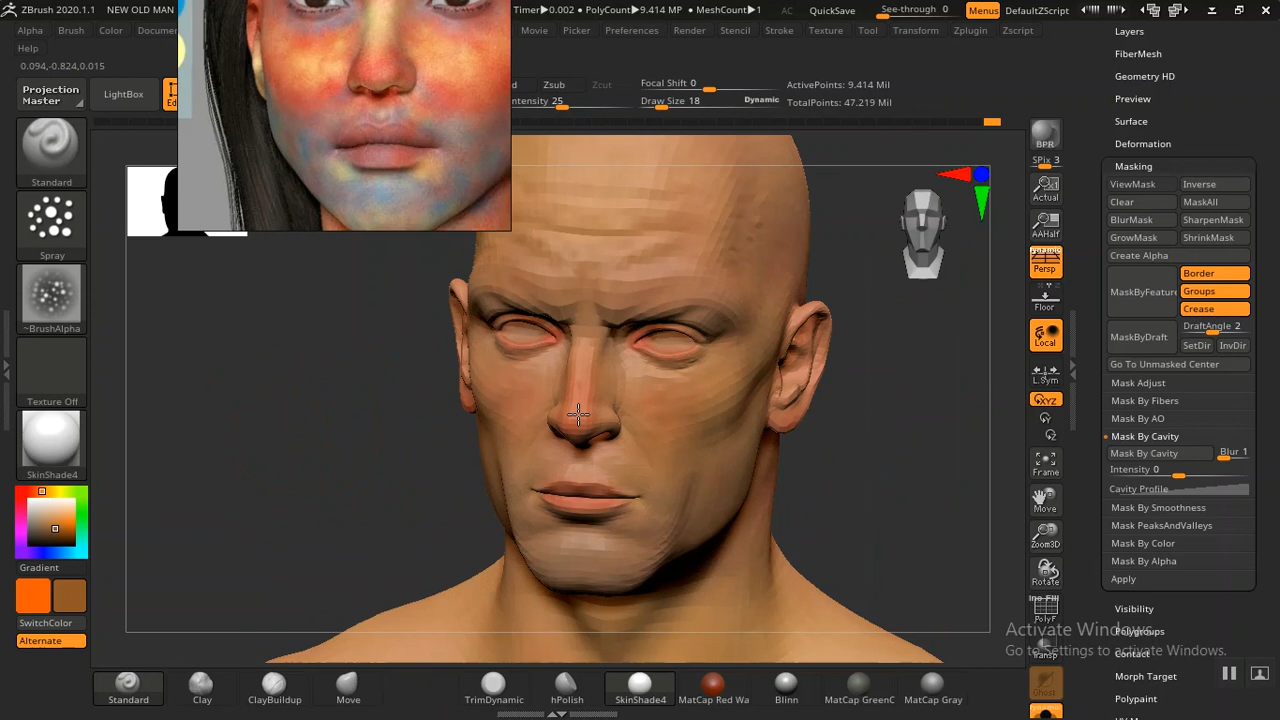 ZBrush 2020.1.1 NEW OLD MAN
Timer▶0.002 • PolyCount▶9.414 MP • MeshCount▶1
AC QuickSave See-through 0 Menus DefaultZScript
Alpha Brush Color Movie Picker Preferences Render Stencil Stroke Texture Tool Transform Zplugin Zscript
Help
0.094,-0.824,0.015
Projection
Master
LightBox
Zsub Zcut
Intensity 25
Focal Shift 0
Draw Size 18 Dynamic
ActivePoints: 9.414 Mil
TotalPoints: 47.219 Mil
Standard
Spray
~BrushAlpha
Texture Off
SkinShade4
Gradient
SwitchColor
Alternate
BPR
SPix 3
Actual
AAHalf
Persp
Floor
Local
L.Sym
XYZ
Y
Z
Frame
Move
Zoom3D
Rotate
PolyF
Transp
Ghost
Layers
FiberMesh
Geometry HD
Preview
Surface
Deformation
Masking
ViewMask Inverse
Clear MaskAll
BlurMask SharpenMask
GrowMask ShrinkMask
Create Alpha
MaskByFeature Border
Groups
Crease
MaskByDraft DraftAngle 2
SetDir InvDir
Go To Unmasked Center
Mask Adjust
Mask By Fibers
Mask By AO
Mask By Cavity
Mask By Cavity Blur 1
Intensity 0
Cavity Profile
Mask By Smoothness
Mask PeaksAndValleys
Mask By Color
Mask By Alpha
Apply
Visibility
Polygroups
Contact
Morph Target
Polypaint
Activate Windows
Go to Settings to activate Windows.
Standard Clay ClayBuildup Move TrimDynamic hPolish SkinShade4 MatCap Red Wa Blinn MatCap GreenC MatCap Gray